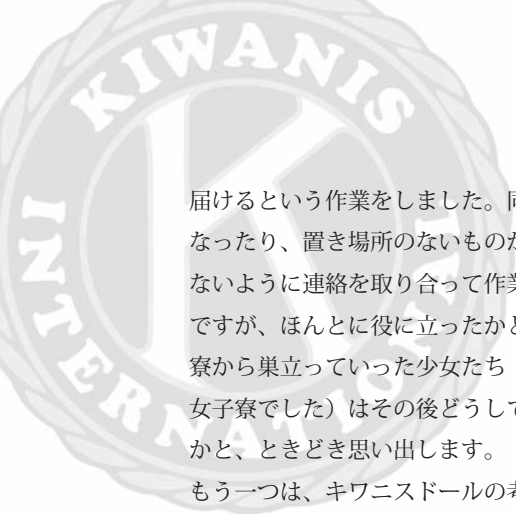 KIWANIS
INTERNATIONAL
K
届けるという作業をしました。同
なったり、置き場所のないものが
ないように連絡を取り合って作業
ですが、ほんとに役に立ったかと
寮から巣立っていった少女たち(
女子寮でした)はその後どうして
かと、ときどき思い出します。
もう一つは、キワニスドールの考